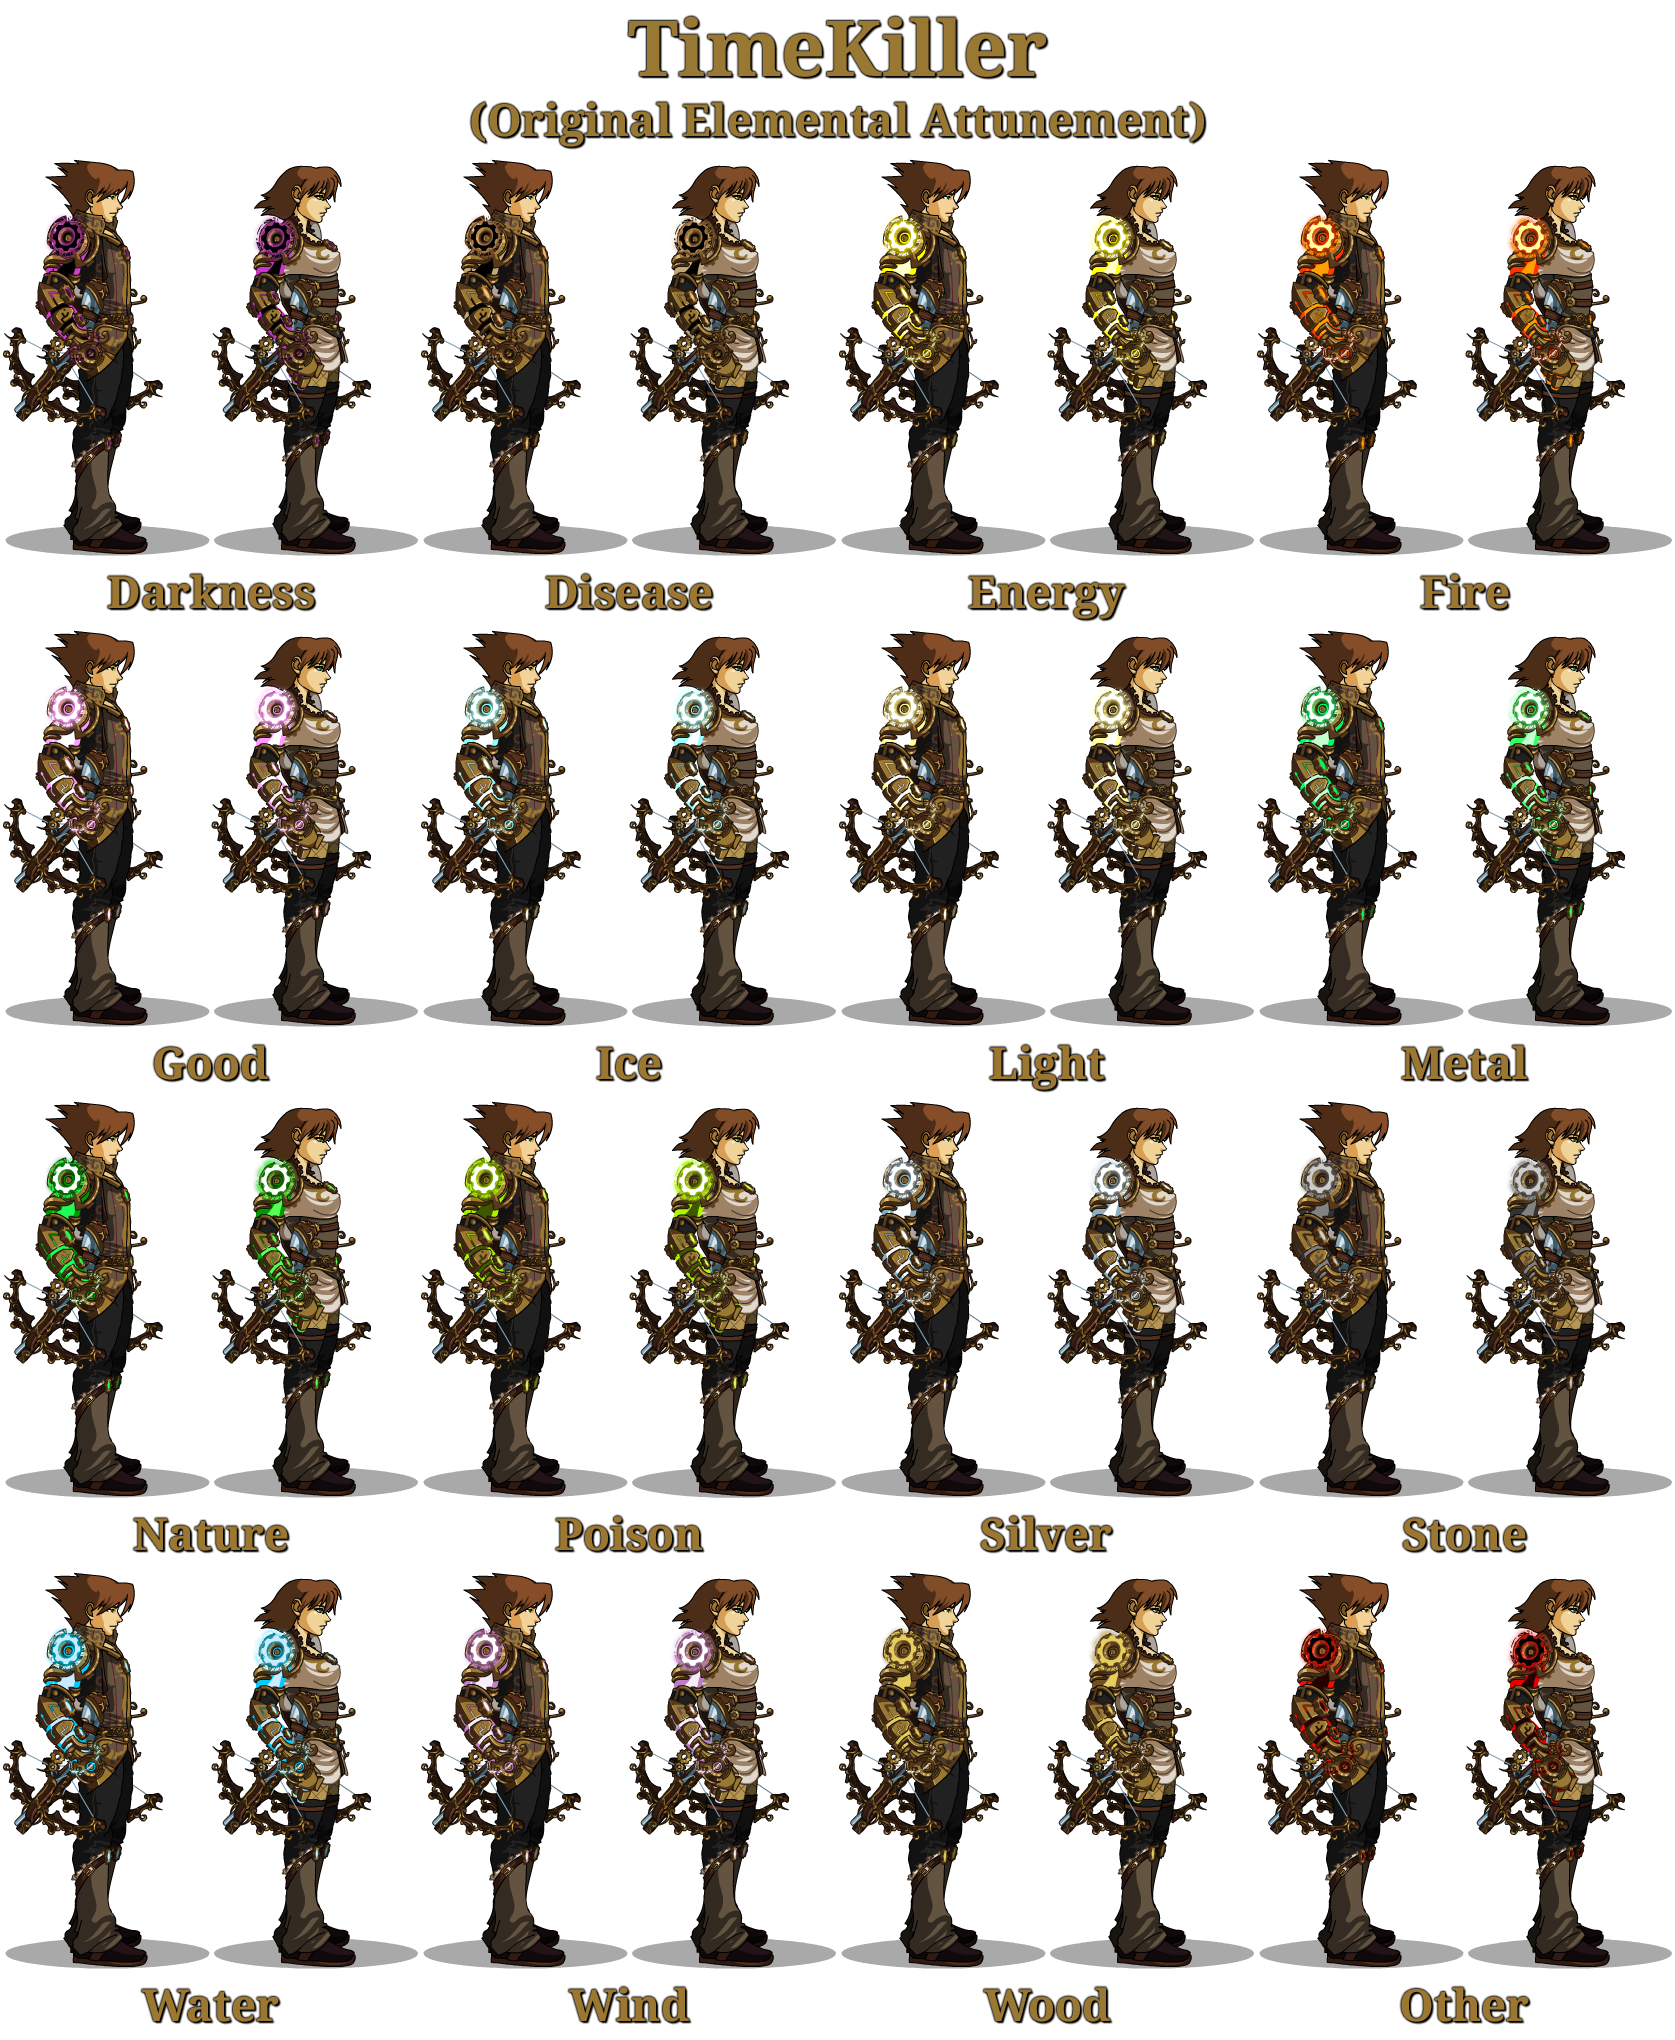 TimeKiller
(Original Elemental Attunement)
Darkness Disease Energy Fire
Good Ice Light Metal
Nature Poison Silver Stone
Water Wind Wood Other